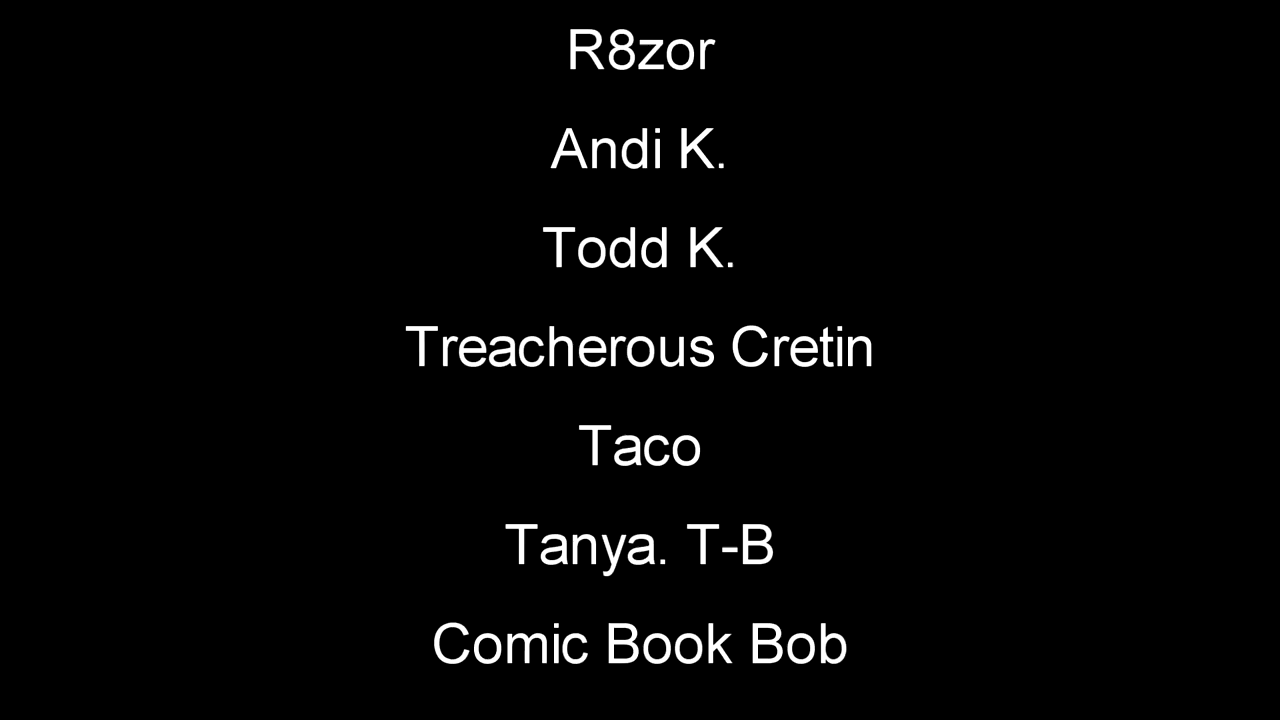 R8zor
Andi K.
Todd K.
Treacherous Cretin
Taco
Tanya. T-B
Comic Book Bob